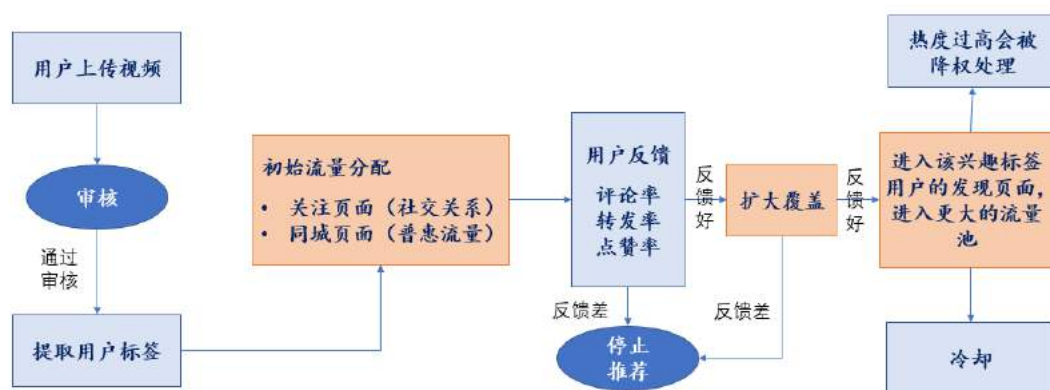 用户上传视频
审核
通过
审核
提取用户标签
初始流量分配
• 关注页面（社交关系）
• 同城页面（普惠流量）
用户反馈
评论率
转发率
点赞率
反馈差
停止
推荐
反馈好
扩大覆盖
反馈差
反馈好
热度过高会被
降权处理
进入该兴趣标签
用户的发现页面，
进入更大的流量
池
冷却